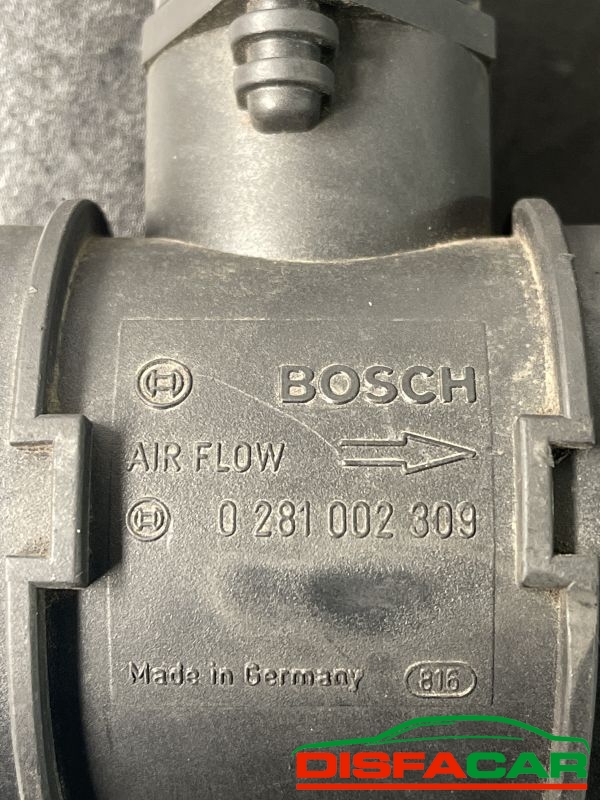 BOSCH
AIR FLOW
0 281 002 309
Made in Germany 816
DISFACAR